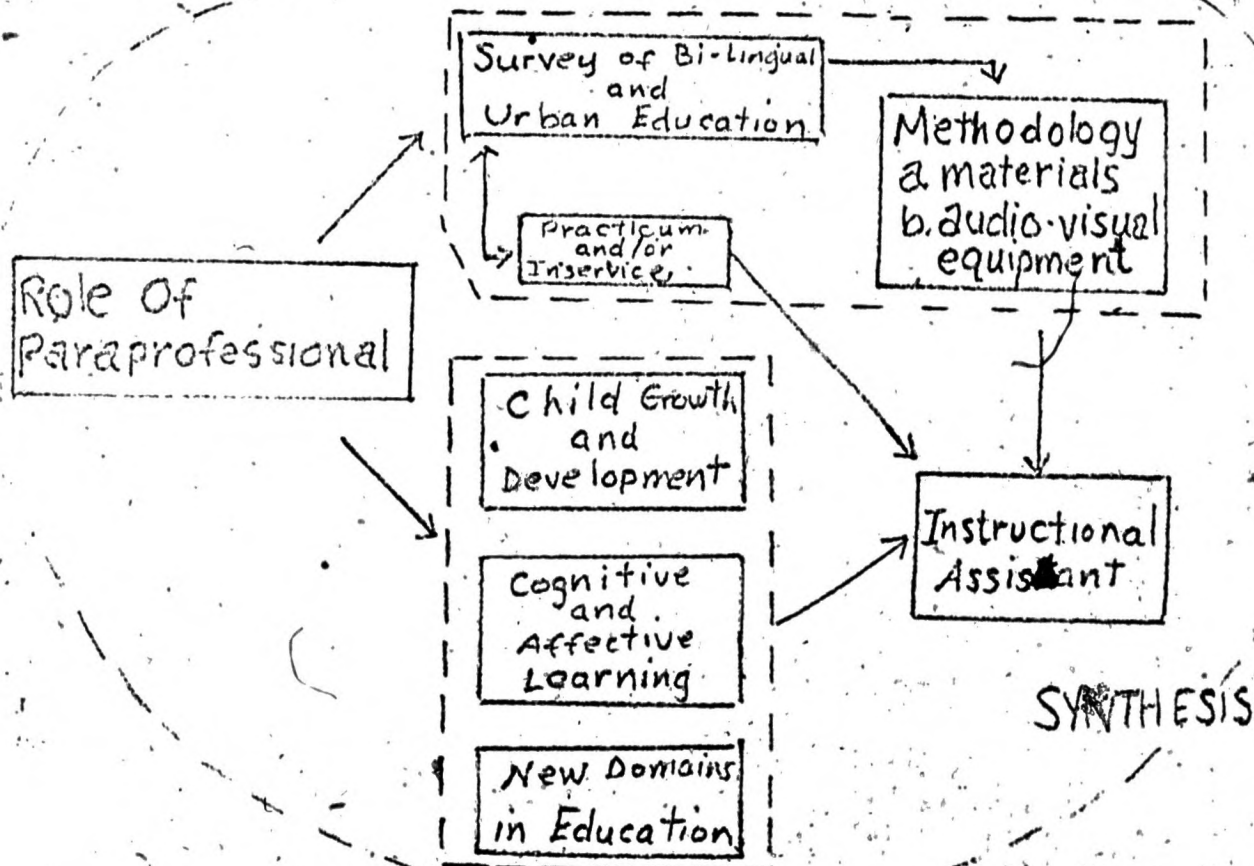 Survey of Bi-Lingual
and
Urban Education
Methodology
a materials
b. audio-visual
equipment
Practicum
and/or
Inservice
Role Of
Paraprofessional
Child Growth
and
Development
Cognitive
and
Affective
Learning
New Domains
in Education
Instructional
Assistant
SYNTHESIS